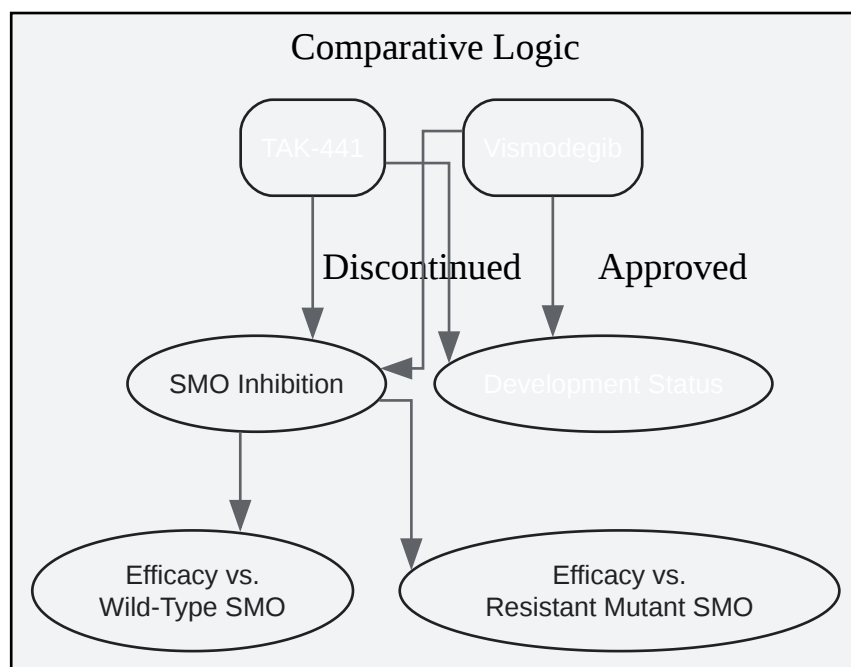 Comparative Logic
TAK-441
Vismodegib
Discontinued
Approved
SMO Inhibition
Development Status
Efficacy vs.
Wild-Type SMO
Efficacy vs.
Resistant Mutant SMO